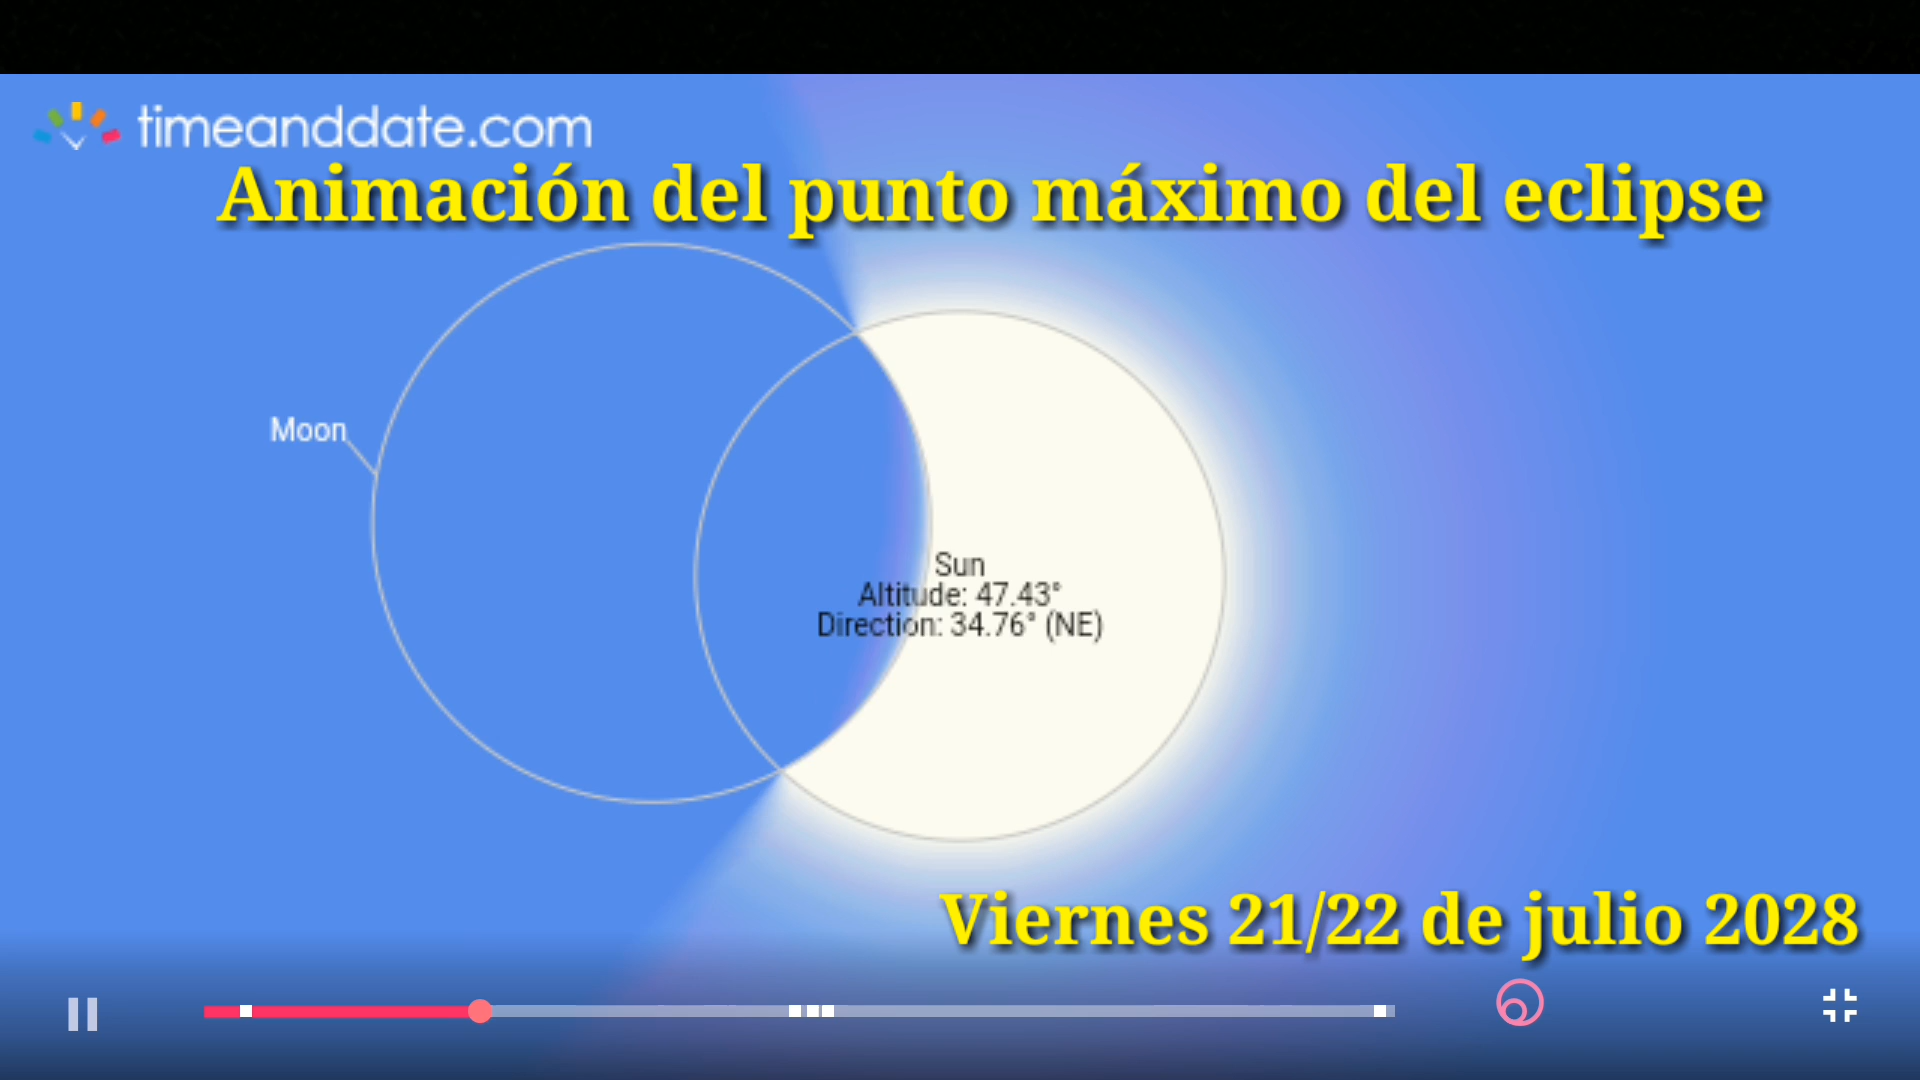 timeanddate.com
Animación del punto máximo del eclipse
Moon
Sun
Altitude: 47.43°
Direction: 34.76° (NE)
Viernes 21/22 de julio 2028